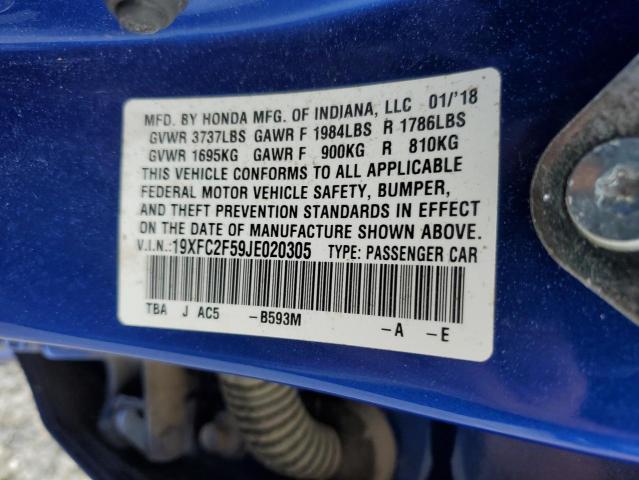 MFD. BY HONDA MFG. OF INDIANA, LLC 01/'18
GVWR 3737LBS GAWR F 1984LBS R 1786LBS
GVWR 1695KG GAWR F 900KG R 810KG
THIS VEHICLE CONFORMS TO ALL APPLICABLE
FEDERAL MOTOR VEHICLE SAFETY, BUMPER,
AND THEFT PREVENTION STANDARDS IN EFFECT
ON THE DATE OF MANUFACTURE SHOWN ABOVE.
V.I.N.:19XFC2F59JE020305 TYPE: PASSENGER CAR
TBA J AC5 -B593M -A -E